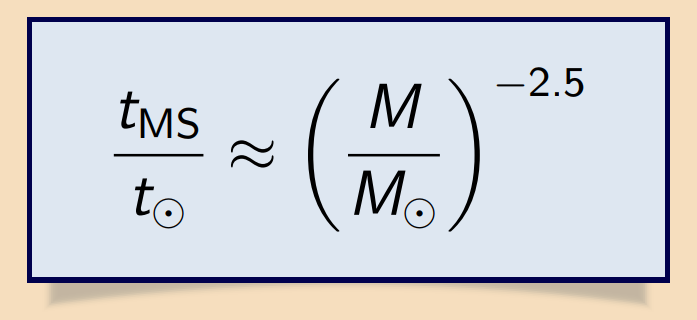 t_MS / t_⊙ ≈ (M / M_⊙)^−2.5